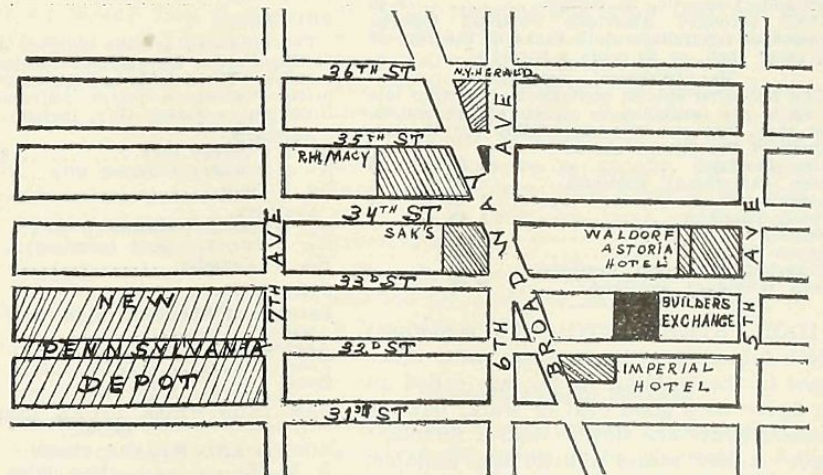 36TH ST
N.Y. HERALD
35TH ST
R.H. MACY
AVE
34TH ST
SAK'S
WALDORF
ASTORIA
HOTEL
7TH AVE
33D ST
NEW
PENNSYLVANIA
DEPOT
32D ST
6TH
BROADWAY
BUILDERS
EXCHANGE
5TH AVE
IMPERIAL
HOTEL
31ST ST